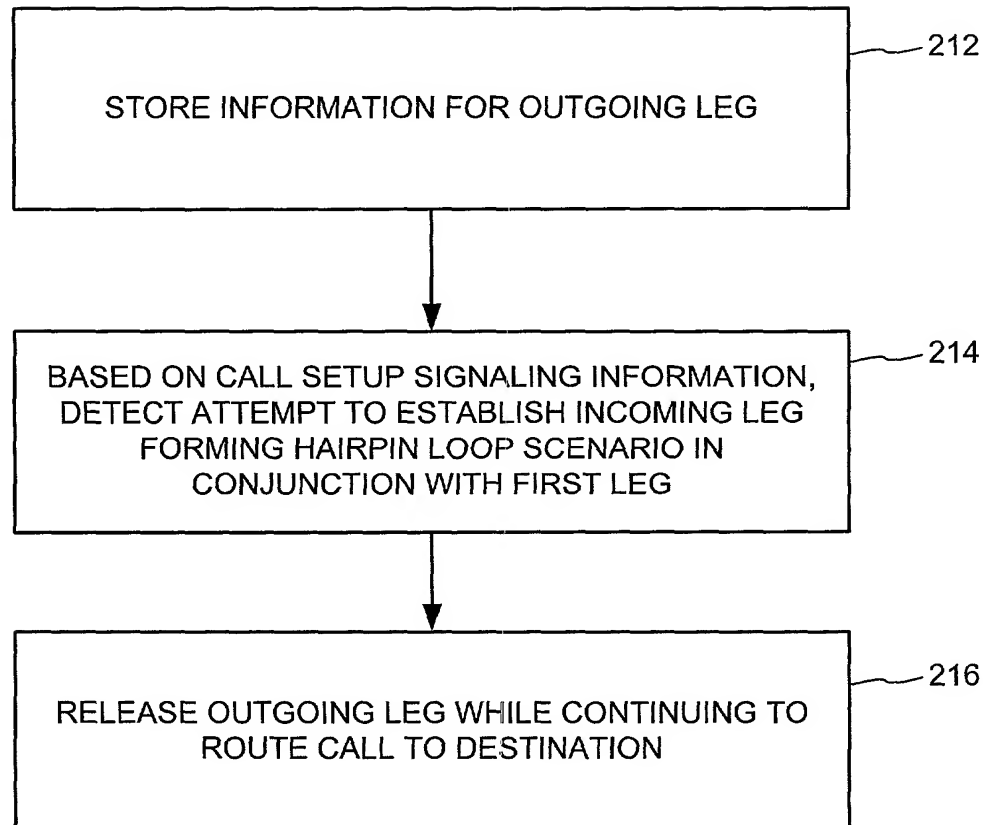 212
STORE INFORMATION FOR OUTGOING LEG
214
BASED ON CALL SETUP SIGNALING INFORMATION,
DETECT ATTEMPT TO ESTABLISH INCOMING LEG
FORMING HAIRPIN LOOP SCENARIO IN
CONJUNCTION WITH FIRST LEG
216
RELEASE OUTGOING LEG WHILE CONTINUING TO
ROUTE CALL TO DESTINATION